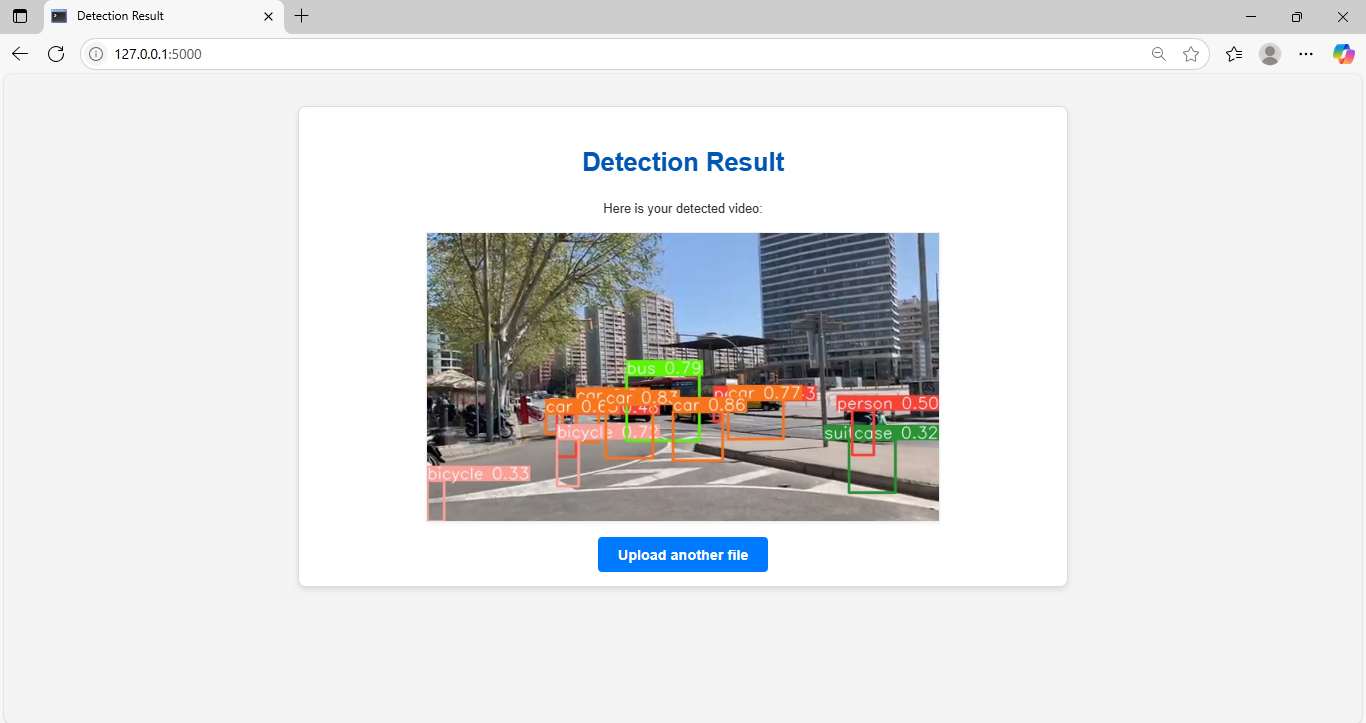 Detection Result
127.0.0.1:5000
Detection Result
Here is your detected video:
bus 0.79
car 0.83
car 0.77
person 0.50
car 0.86
bicycle 0.72
suitcase 0.32
bicycle 0.33
Upload another file